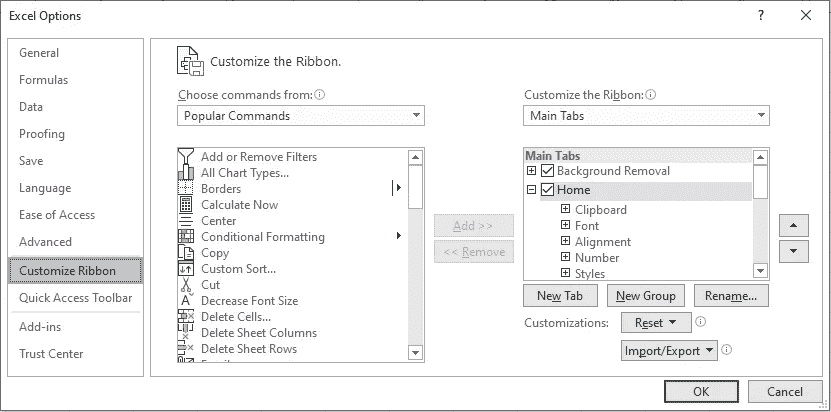 Excel Options
?
General
Formulas
Data
Proofing
Save
Language
Ease of Access
Advanced
Customize Ribbon
Quick Access Toolbar
Add-ins
Trust Center
Customize the Ribbon.
Choose commands from:
Popular Commands
Add or Remove Filters
All Chart Types...
Borders
Calculate Now
Center
Conditional Formatting
Copy
Custom Sort...
Cut
Decrease Font Size
Delete Cells...
Delete Sheet Columns
Delete Sheet Rows
Add >>
<< Remove
Customize the Ribbon:
Main Tabs
Main Tabs
Background Removal
Home
Clipboard
Font
Alignment
Number
Styles
New Tab
New Group
Rename...
Customizations:
Reset
Import/Export
OK
Cancel